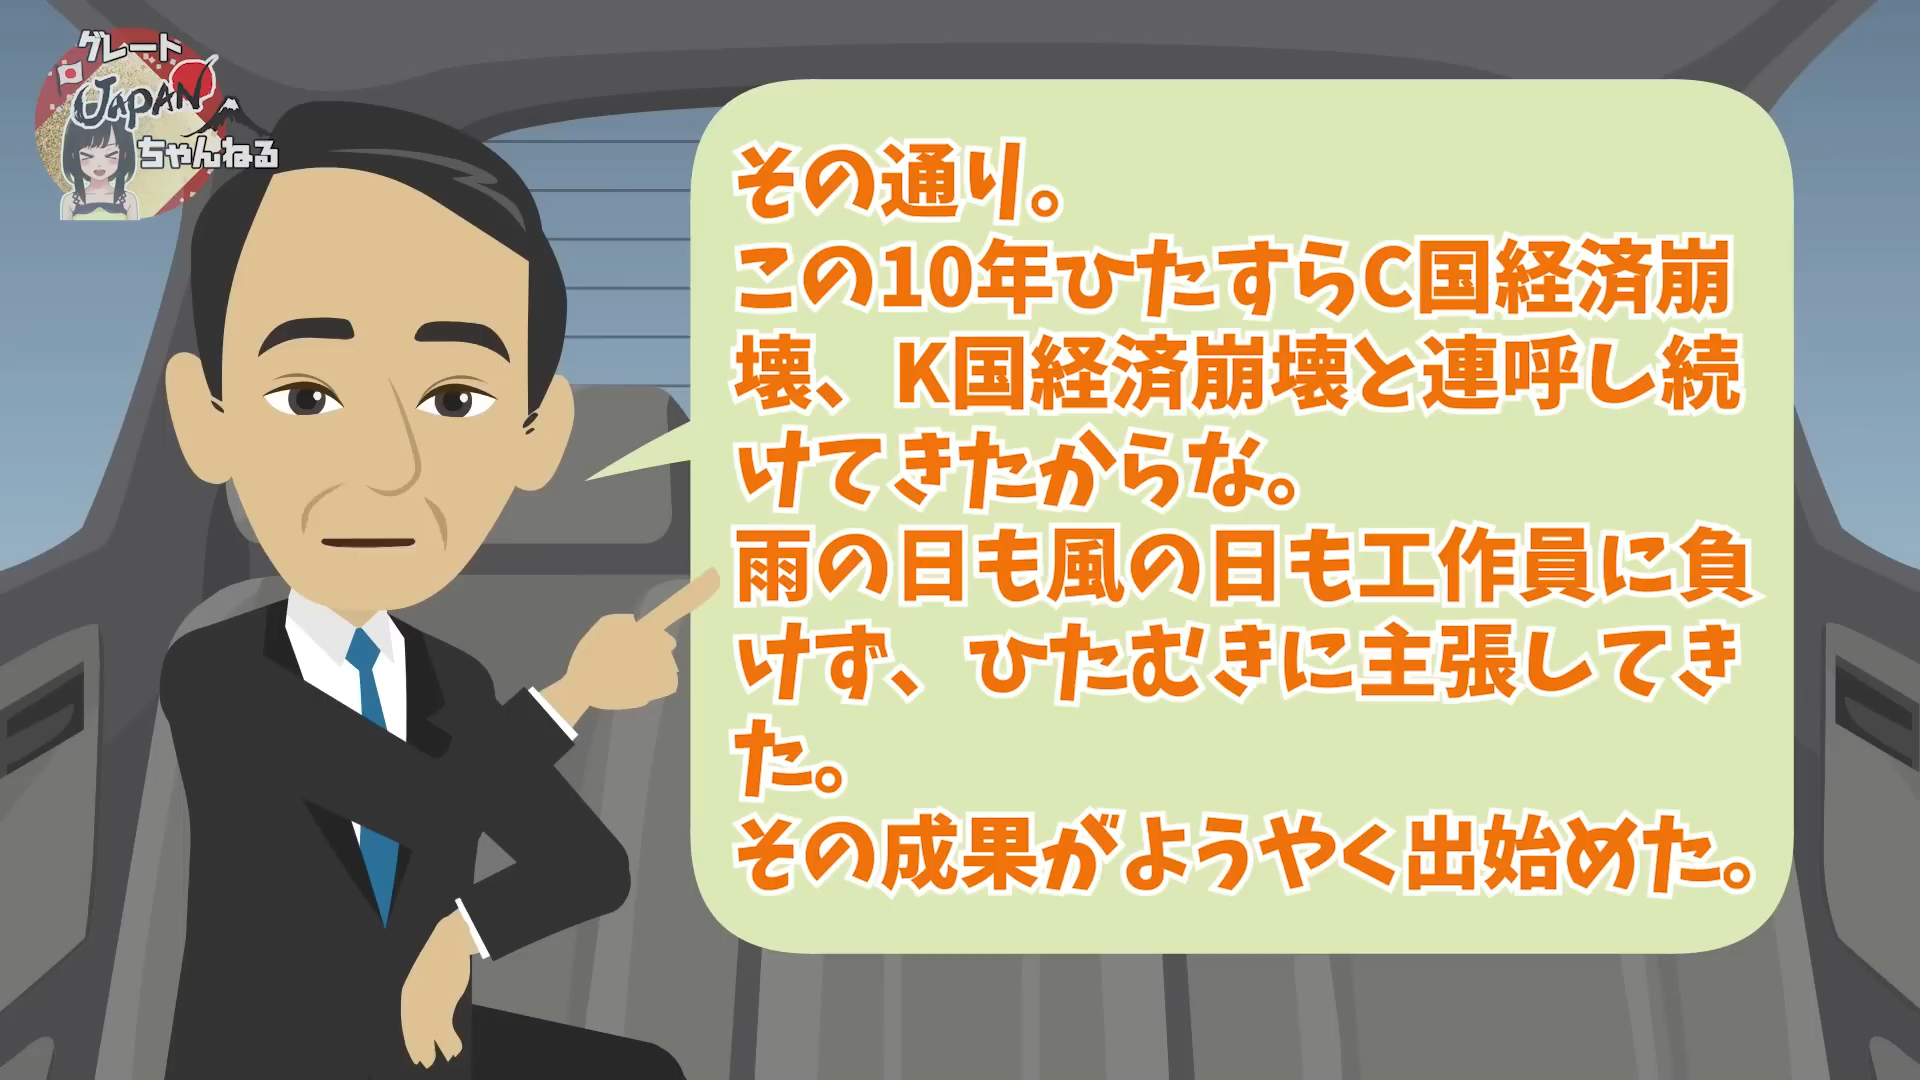 グレート
JAPAN
ちゃんねる
その通り。
この10年ひたすらC国経済崩
壊、K国経済崩壊と連呼し続
けてきたからな。
雨の日も風の日も工作員に負
けず、ひたむきに主張してき
た。
その成果がようやく出始めた。